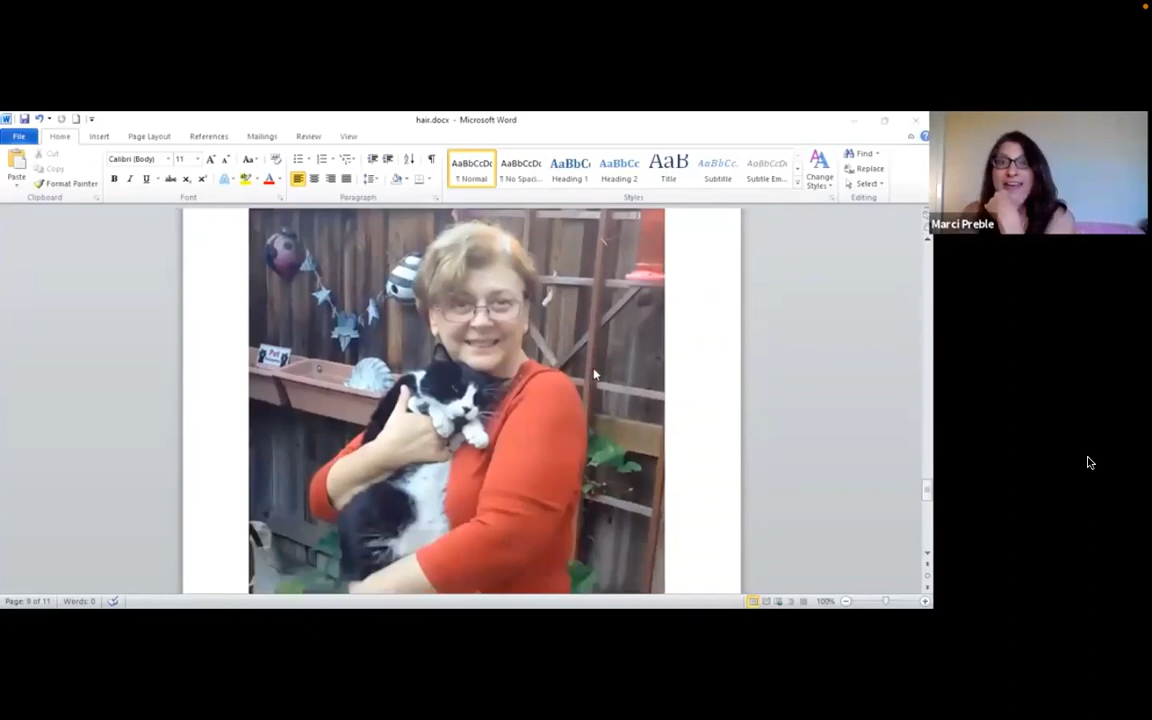 hair.docx - Microsoft Word
File Home Insert Page Layout References Mailings Review View
Paste
Cut
Copy
Format Painter
Clipboard
Calibri (Body) 11
Font
Paragraph
AaBbCcDc AaBbCcDc AaBbC AaBbCc AaB AaBbCc. AaBbCcDc
¶ Normal ¶ No Spaci... Heading 1 Heading 2 Title Subtitle Subtle Em...
Styles
Change
Styles
Find
Replace
Select
Editing
Marci Preble
Page: 9 of 11 Words: 0
100%